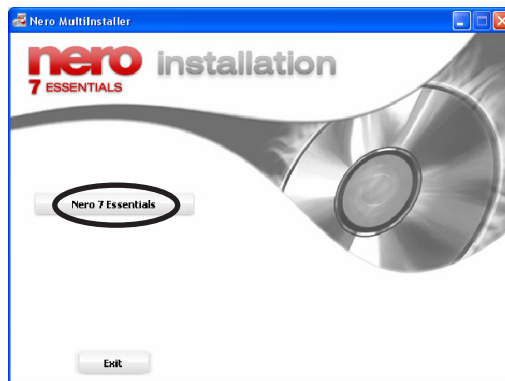 Nero MultiInstaller
nero installation
7 ESSENTIALS
Nero 7 Essentials
Exit